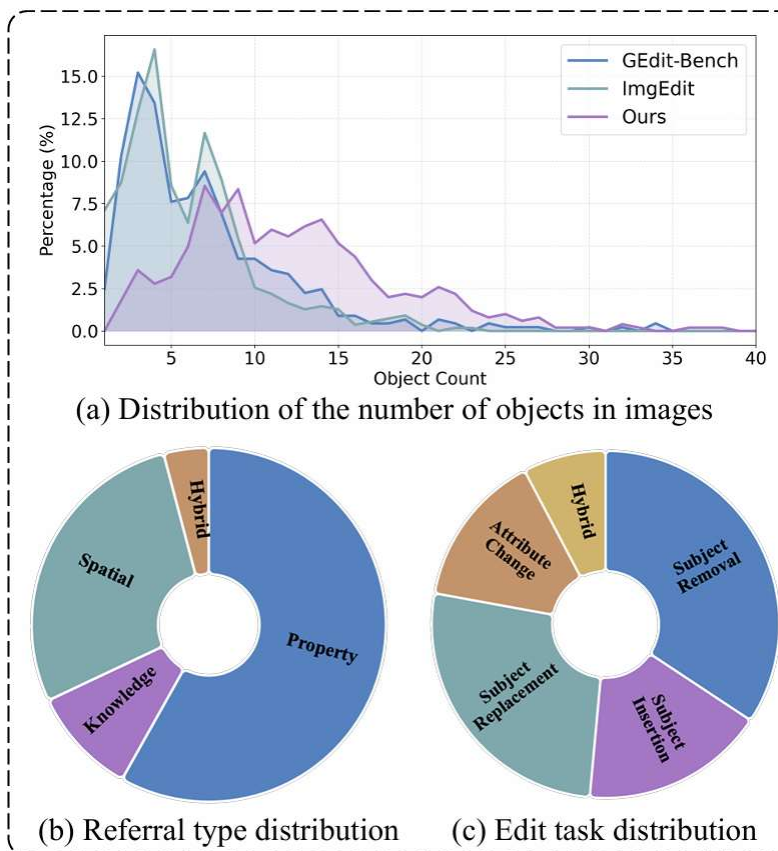 GEdit-Bench
ImgEdit
Ours
Percentage (%)
15.0
12.5
10.0
7.5
5.0
2.5
0.0
5 10 15 20 25 30 35 40
Object Count
(a) Distribution of the number of objects in images
Hybrid
Spatial
Property
Knowledge
Hybrid
Attribute
Change
Subject
Removal
Subject
Replacement
Subject
Insertion
(b) Referral type distribution
(c) Edit task distribution